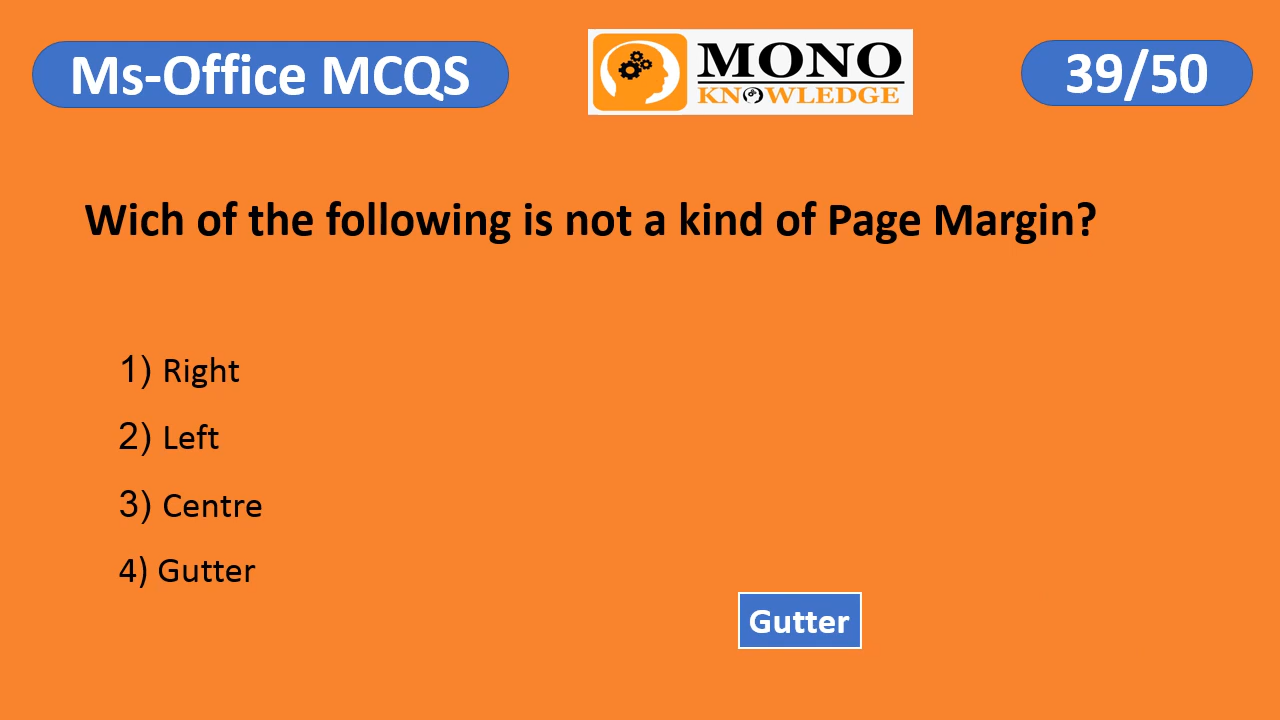 Ms-Office MCQS
MONO
KNOWLEDGE
39/50
Wich of the following is not a kind of Page Margin?
1) Right
2) Left
3) Centre
4) Gutter
Gutter